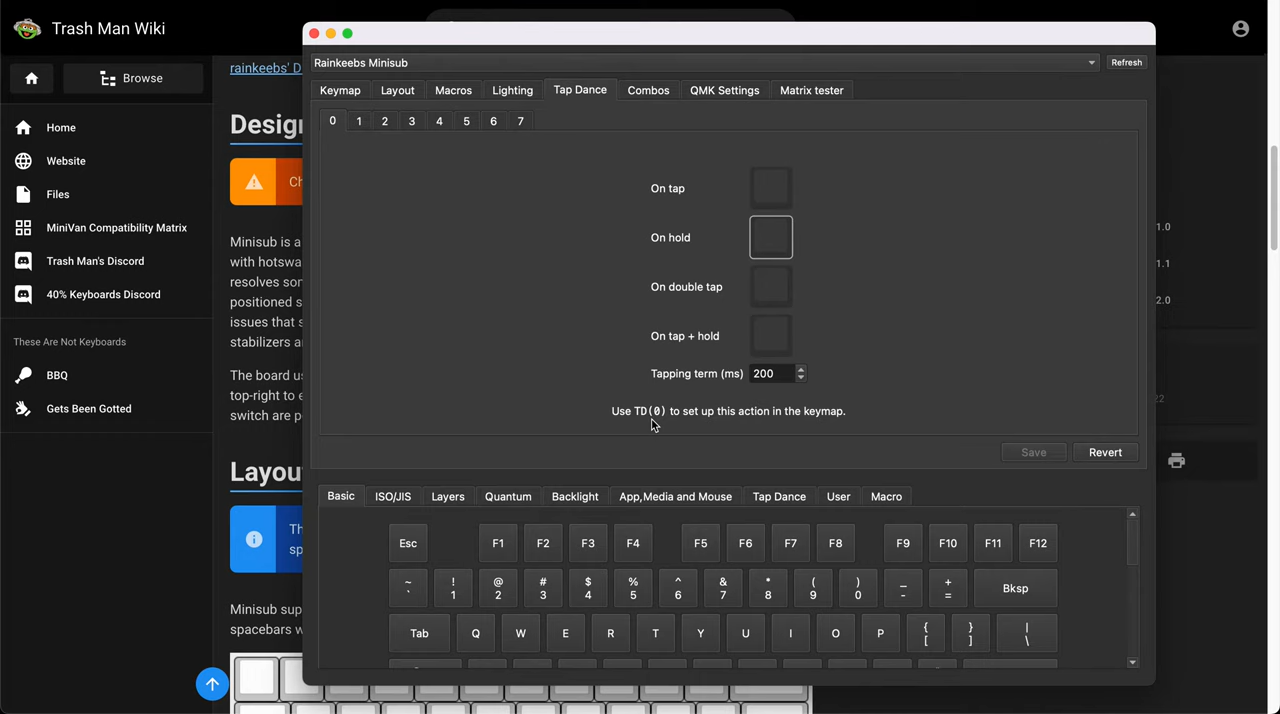 Trash Man Wiki
Browse
Home
Website
Files
MiniVan Compatibility Matrix
Trash Man's Discord
40% Keyboards Discord
These Are Not Keyboards
BBQ
Gets Been Gotted
rainkeebs' D
Desig
Ch
Minisub is a
with hotswa
resolves son
positioned s
issues that s
stabilizers a
The board us
top-right to e
switch are p
Layou
Th
sp
Minisub sup
spacebars w
Rainkeebs Minisub
Refresh
Keymap Layout Macros Lighting Tap Dance Combos QMK Settings Matrix tester
0 1 2 3 4 5 6 7
On tap
On hold
On double tap
On tap + hold
Tapping term (ms) 200
Use TD(0) to set up this action in the keymap.
Save Revert
Basic ISO/JIS Layers Quantum Backlight App,Media and Mouse Tap Dance User Macro
Esc F1 F2 F3 F4 F5 F6 F7 F8 F9 F10 F11 F12
~ ! @ # $ % ^ & * ( ) _ +
` 1 2 3 4 5 6 7 8 9 0 - = Bksp
Tab Q W E R T Y U I O P { } |
[ ] \
1.0
1.1
2.0
22